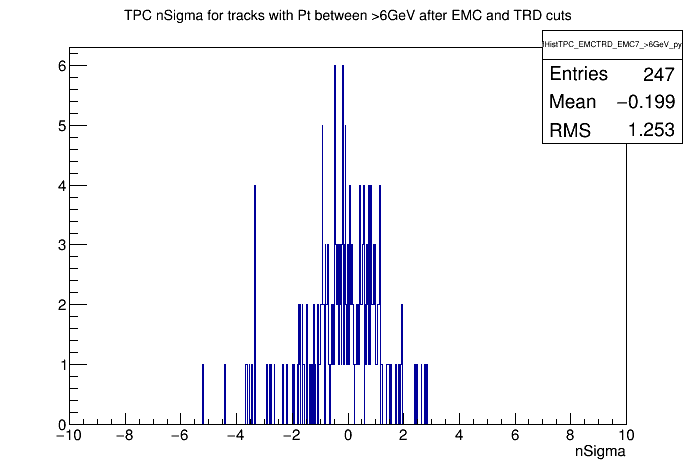 TPC nSigma for tracks with Pt between >6GeV after EMC and TRD cuts
HistTPC_EMCTRD_EMC7_>6GeV_py
Entries 247
Mean −0.199
RMS 1.253
6
5
4
3
2
1
0
−10 −8 −6 −4 −2 0 2 4 6 8 10
nSigma